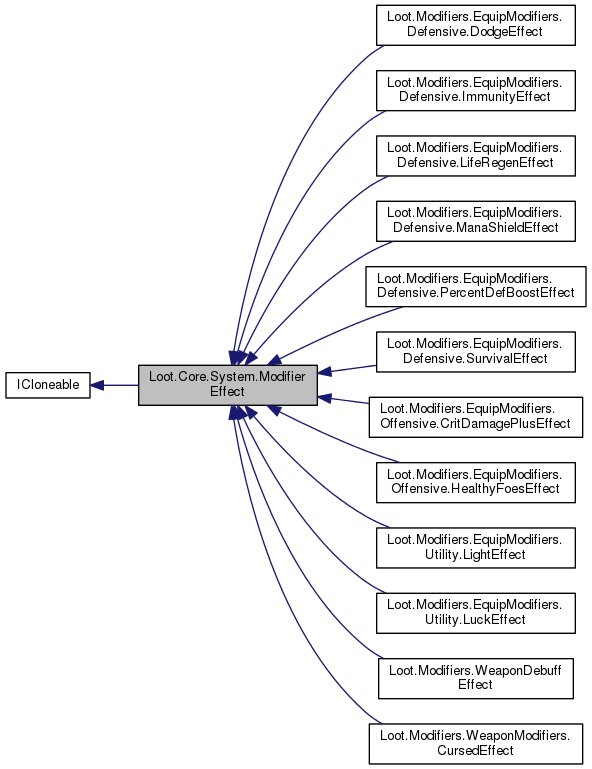 Loot.Modifiers.EquipModifiers.
Defensive.DodgeEffect
Loot.Modifiers.EquipModifiers.
Defensive.ImmunityEffect
Loot.Modifiers.EquipModifiers.
Defensive.LifeRegenEffect
Loot.Modifiers.EquipModifiers.
Defensive.ManaShieldEffect
Loot.Modifiers.EquipModifiers.
Defensive.PercentDefBoostEffect
Loot.Modifiers.EquipModifiers.
Defensive.SurvivalEffect
ICloneable
Loot.Core.System.Modifier
Effect
Loot.Modifiers.EquipModifiers.
Offensive.CritDamagePlusEffect
Loot.Modifiers.EquipModifiers.
Offensive.HealthyFoesEffect
Loot.Modifiers.EquipModifiers.
Utility.LightEffect
Loot.Modifiers.EquipModifiers.
Utility.LuckEffect
Loot.Modifiers.WeaponDebuff
Effect
Loot.Modifiers.WeaponModifiers.
CursedEffect